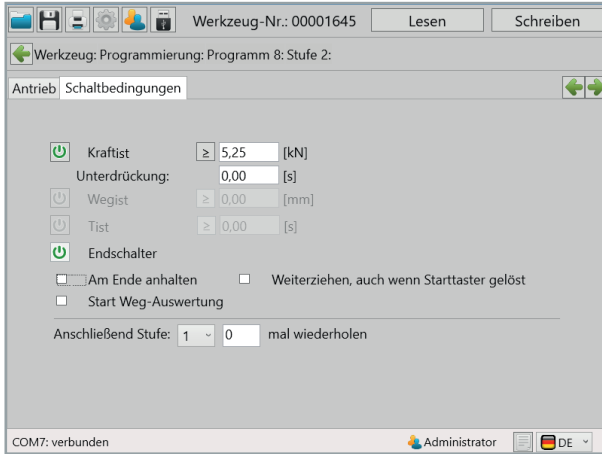 Werkzeug-Nr.: 00001645 Lesen Schreiben
Werkzeug: Programmierung: Programm 8: Stufe 2:
Antrieb Schaltbedingungen
Kraftist ≥ 5,25 [kN]
Unterdrückung: 0,00 [s]
Wegist ≥ 0,00 [mm]
Tist ≥ 0,00 [s]
Endschalter
Am Ende anhalten Weiterziehen, auch wenn Starttaster gelöst
Start Weg-Auswertung
Anschließend Stufe: 1 0 mal wiederholen
COM7: verbunden Administrator DE